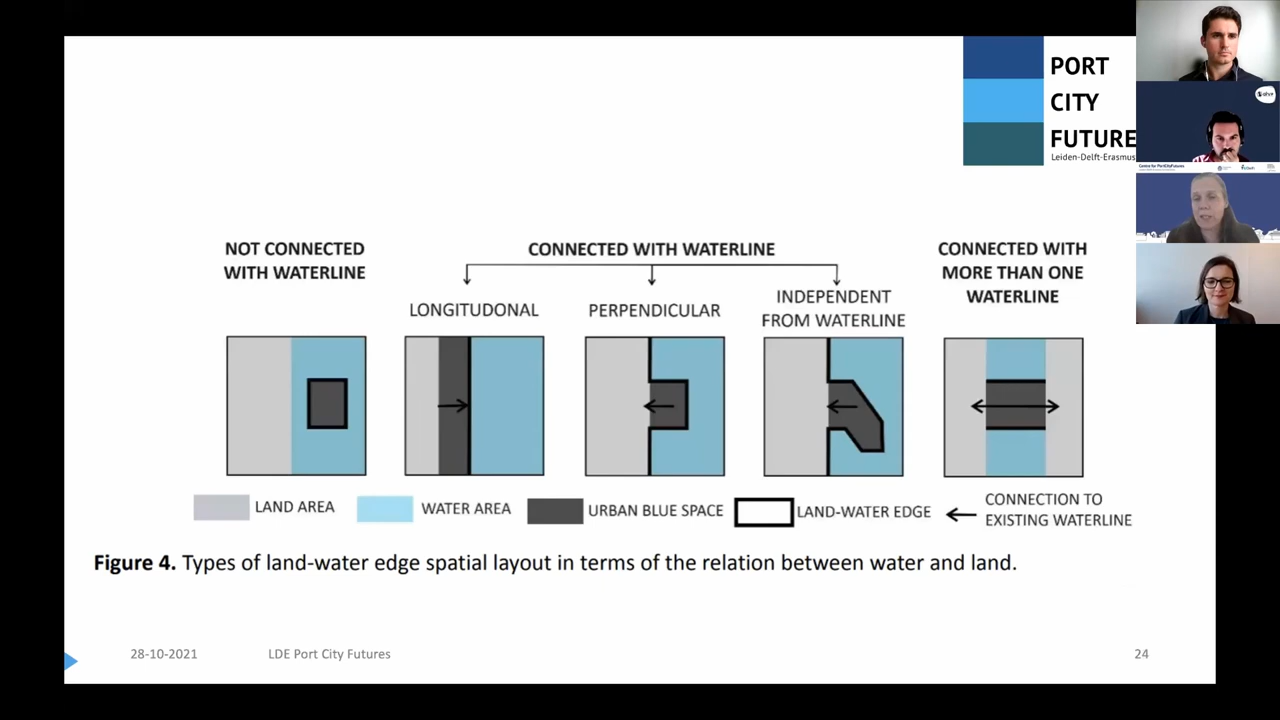 PORT
CITY
FUTURE
Leiden-Delft-Erasmus
NOT CONNECTED
WITH WATERLINE
CONNECTED WITH WATERLINE
CONNECTED WITH
MORE THAN ONE
WATERLINE
LONGITUDONAL
PERPENDICULAR
INDEPENDENT
FROM WATERLINE
LAND AREA
WATER AREA
URBAN BLUE SPACE
LAND-WATER EDGE
CONNECTION TO
EXISTING WATERLINE
Figure 4. Types of land-water edge spatial layout in terms of the relation between water and land.
28-10-2021
LDE Port City Futures
24
Centre for PortCityFutures